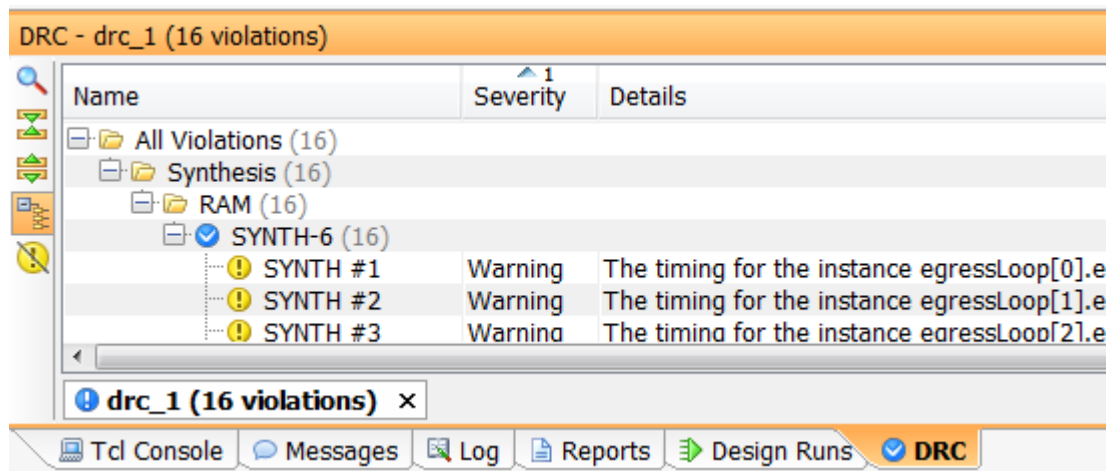 DRC - drc_1 (16 violations)
Name 1 Severity Details
All Violations (16)
Synthesis (16)
RAM (16)
SYNTH-6 (16)
SYNTH #1 Warning The timing for the instance egressLoop[0].e
SYNTH #2 Warning The timing for the instance egressLoop[1].e
SYNTH #3 Warning The timing for the instance egressLoop[2].e
drc_1 (16 violations) ×
Tcl Console Messages Log Reports Design Runs DRC